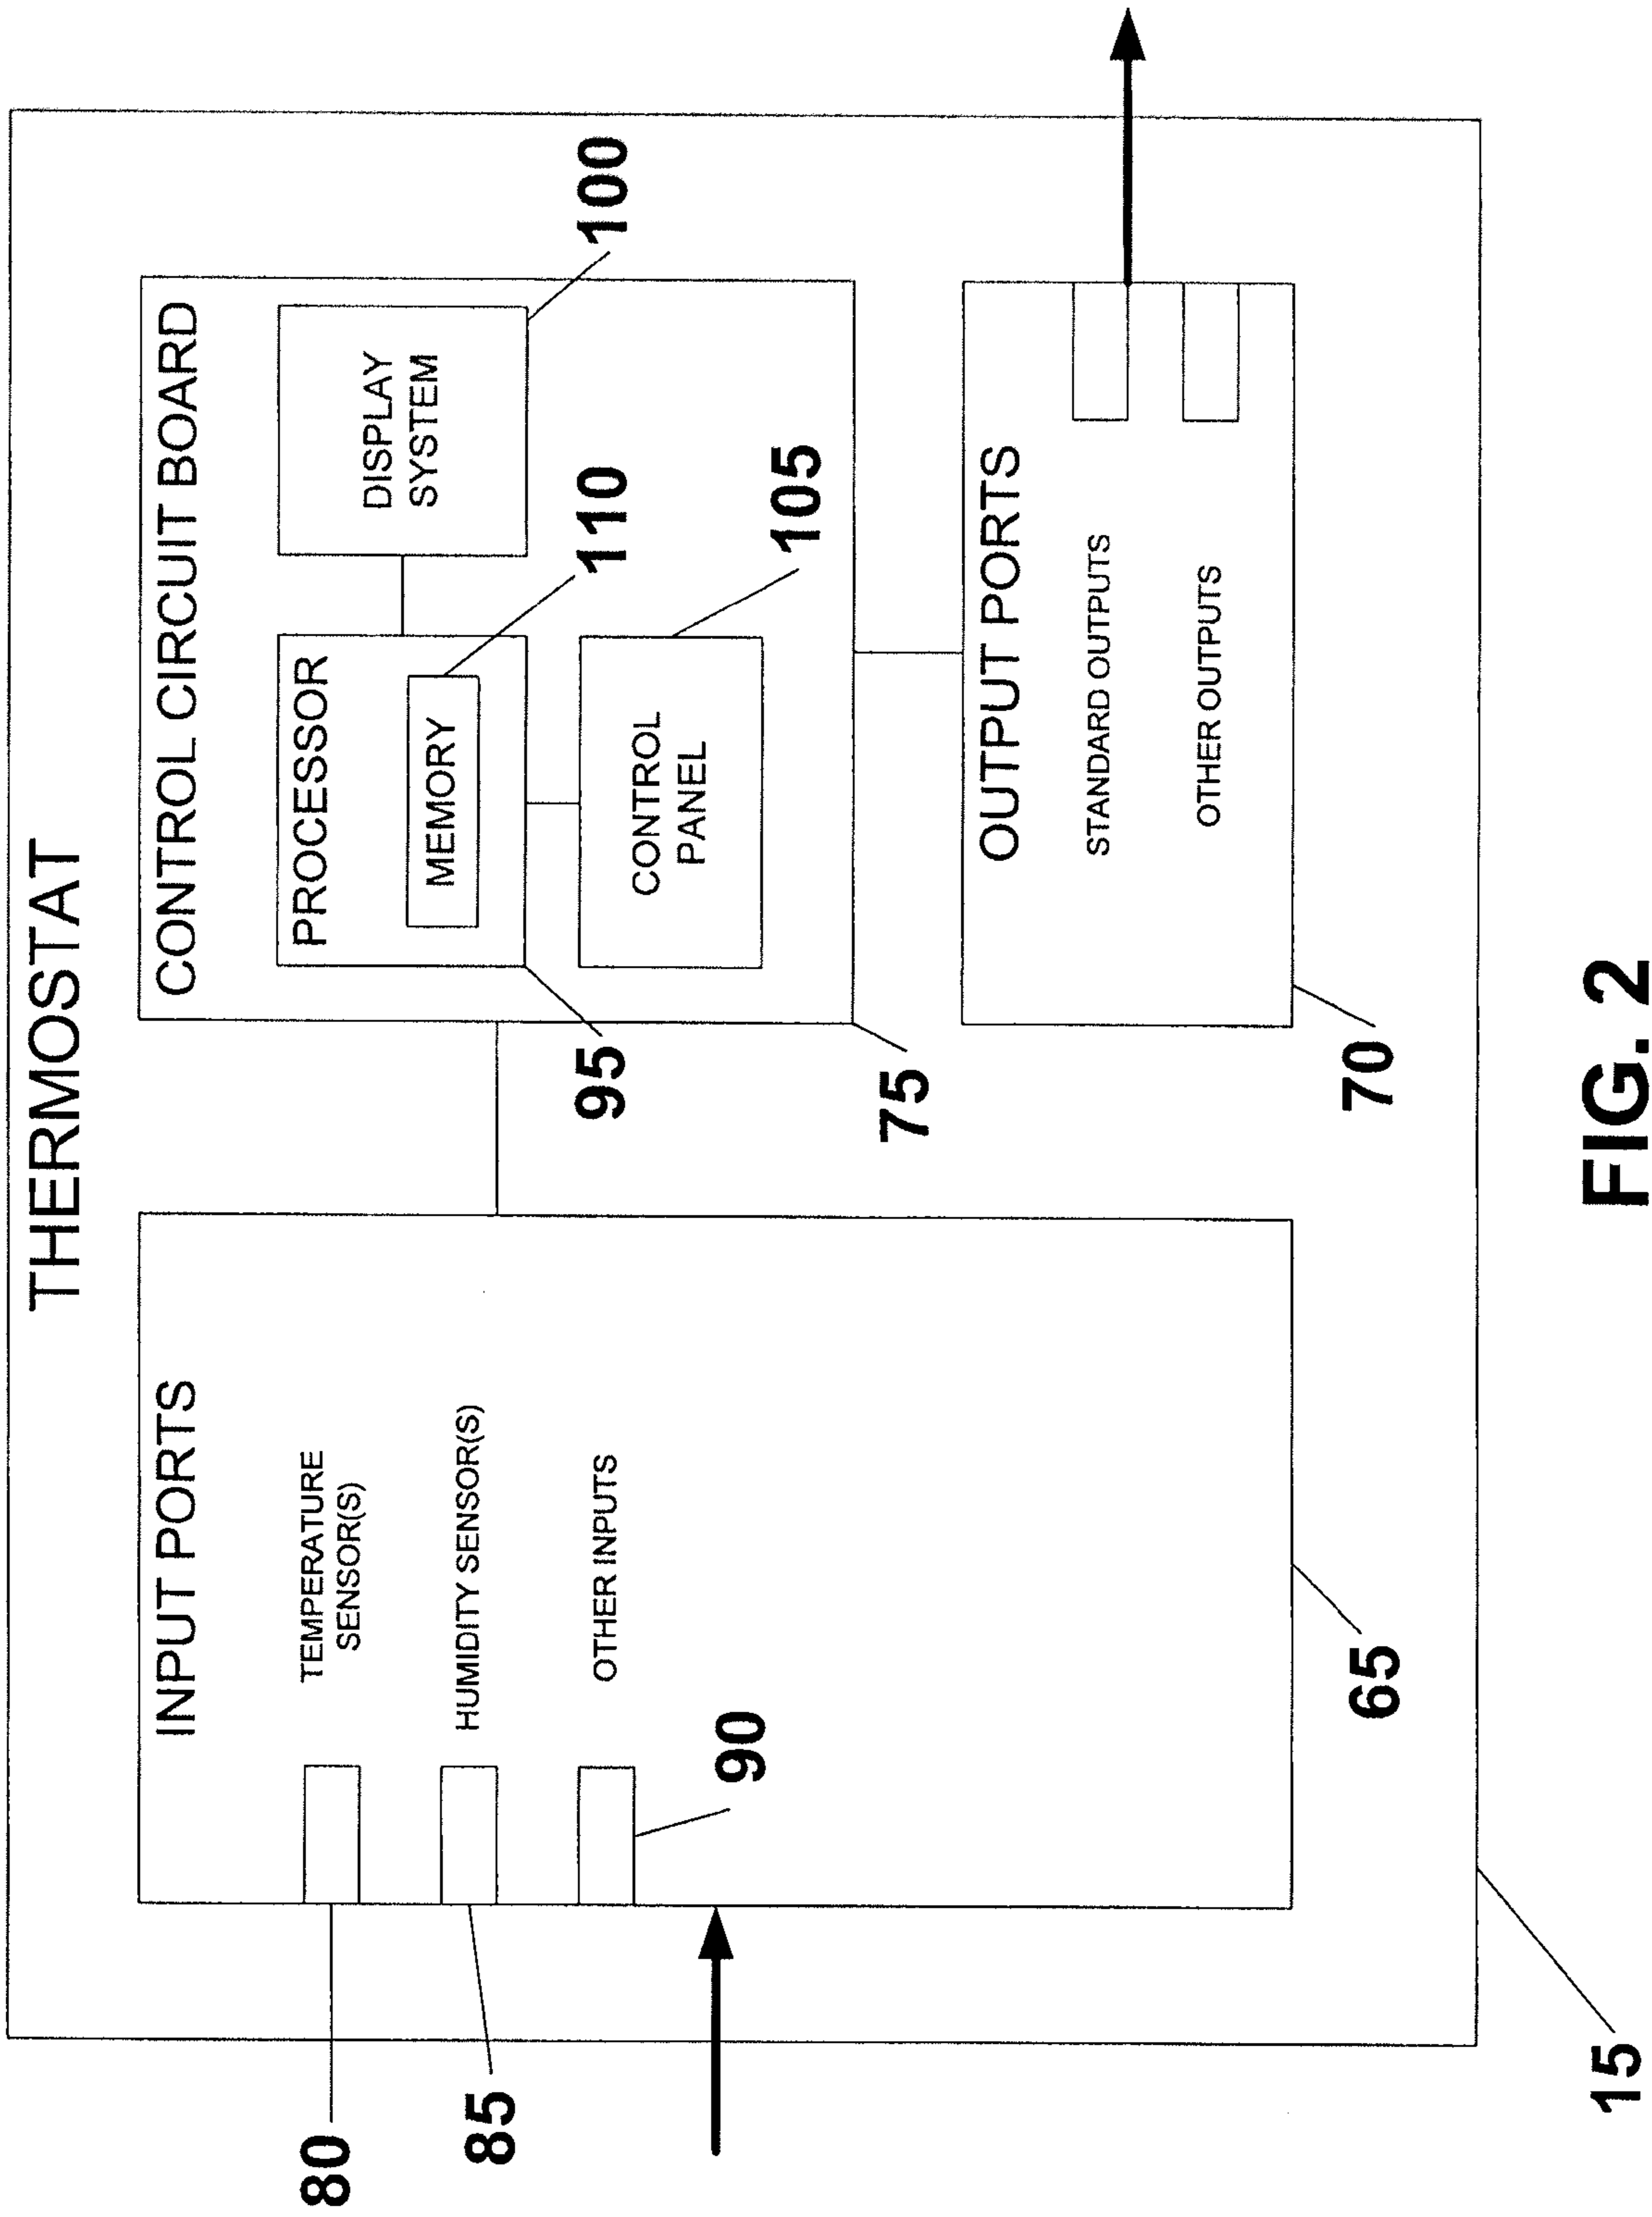 THERMOSTAT
INPUT PORTS
TEMPERATURE
SENSOR(S)
HUMIDITY SENSOR(S)
OTHER INPUTS
80
85
90
65
CONTROL CIRCUIT BOARD
PROCESSOR
MEMORY
DISPLAY
SYSTEM
CONTROL
PANEL
100
110
105
95
75
OUTPUT PORTS
STANDARD OUTPUTS
OTHER OUTPUTS
70
15
FIG. 2